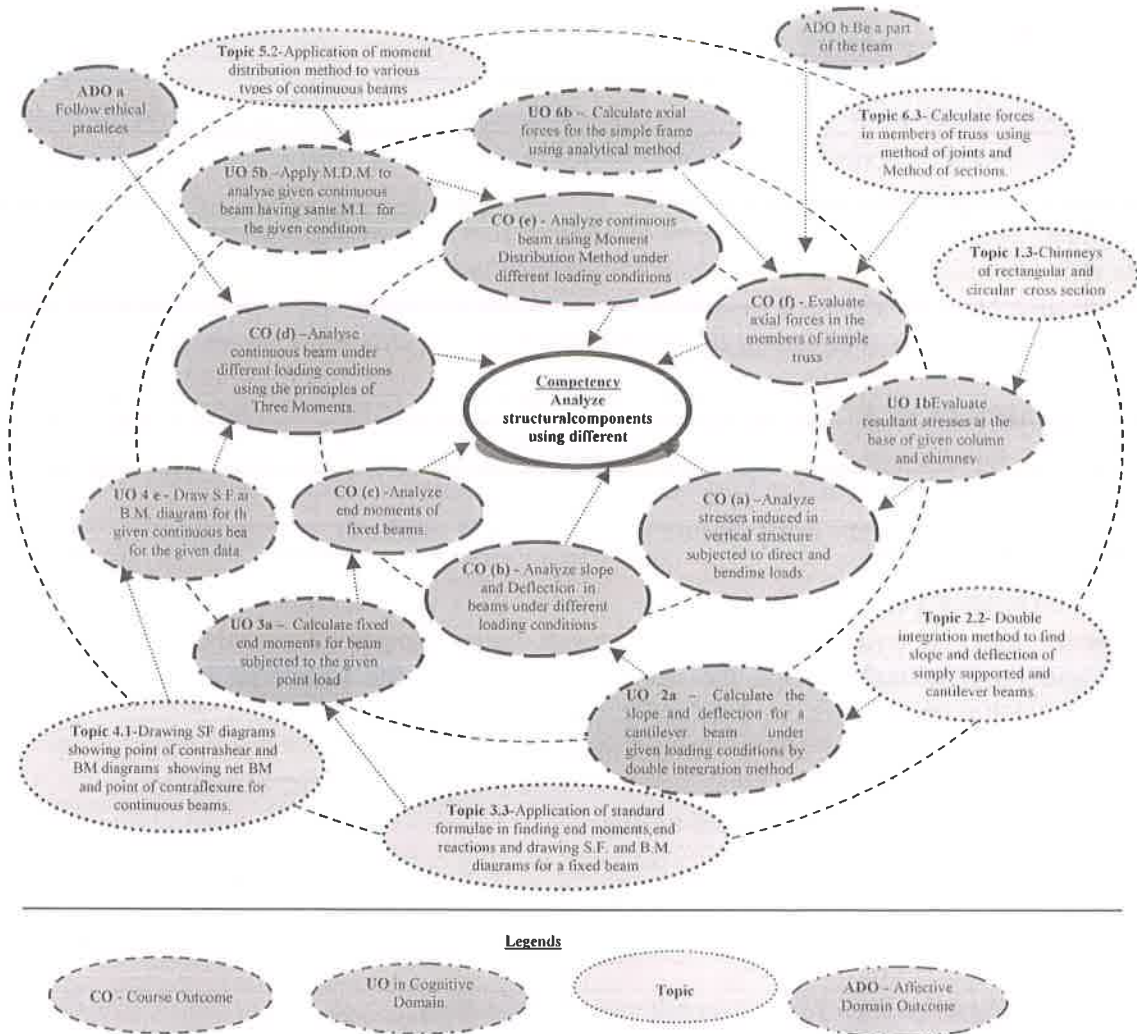 ADO b Be a part
of the team
Topic 5.2-Application of moment
distribution method to various
types of continuous beams
ADO a
Follow ethical
practices
UO 6b –. Calculate axial
forces for the simple frame
using analytical method.
Topic 6.3- Calculate forces
in members of truss using
method of joints and
Method of sections.
UO 5b –Apply M.D.M. to
analyse given continuous
beam having same M.I. for
the given condition.
CO (e) - Analyze continuous
beam using Moment
Distribution Method under
different loading conditions
Topic 1.3-Chimneys
of rectangular and
circular cross section
CO (d) –Analyse
continuous beam under
different loading conditions
using the principles of
Three Moments.
CO (f) - Evaluate
axial forces in the
members of simple
truss
Competency
Analyze
structuralcomponents
using different
UO 1bEvaluate
resultant stresses at the
base of given column
and chimney
UO 4 e - Draw S.F.ar
B.M. diagram for th
given continuous bea
for the given data.
CO (c) -Analyze
end moments of
fixed beams.
CO (a) –Analyze
stresses induced in
vertical structure
subjected to direct and
bending loads
CO (b) - Analyze slope
and Deflection in
beams under different
loading conditions
UO 3a –. Calculate fixed
end moments for beam
subjected to the given
point load
Topic 2.2- Double
integration method to find
slope and deflection of
simply supported and
cantilever beams.
UO 2a – Calculate the
slope and deflection for a
cantilever beam under
given loading conditions by
double integration method
Topic 4.1-Drawing SF diagrams
showing point of contrashear and
BM diagrams showing net BM
and point of contraflexure for
continuous beams.
Topic 3.3-Application of standard
formulae in finding end moments,end
reactions and drawing S.F. and B.M.
diagrams for a fixed beam
Legends
CO - Course Outcome
UO in Cognitive
Domain
Topic
ADO - Affective
Domain Outcome